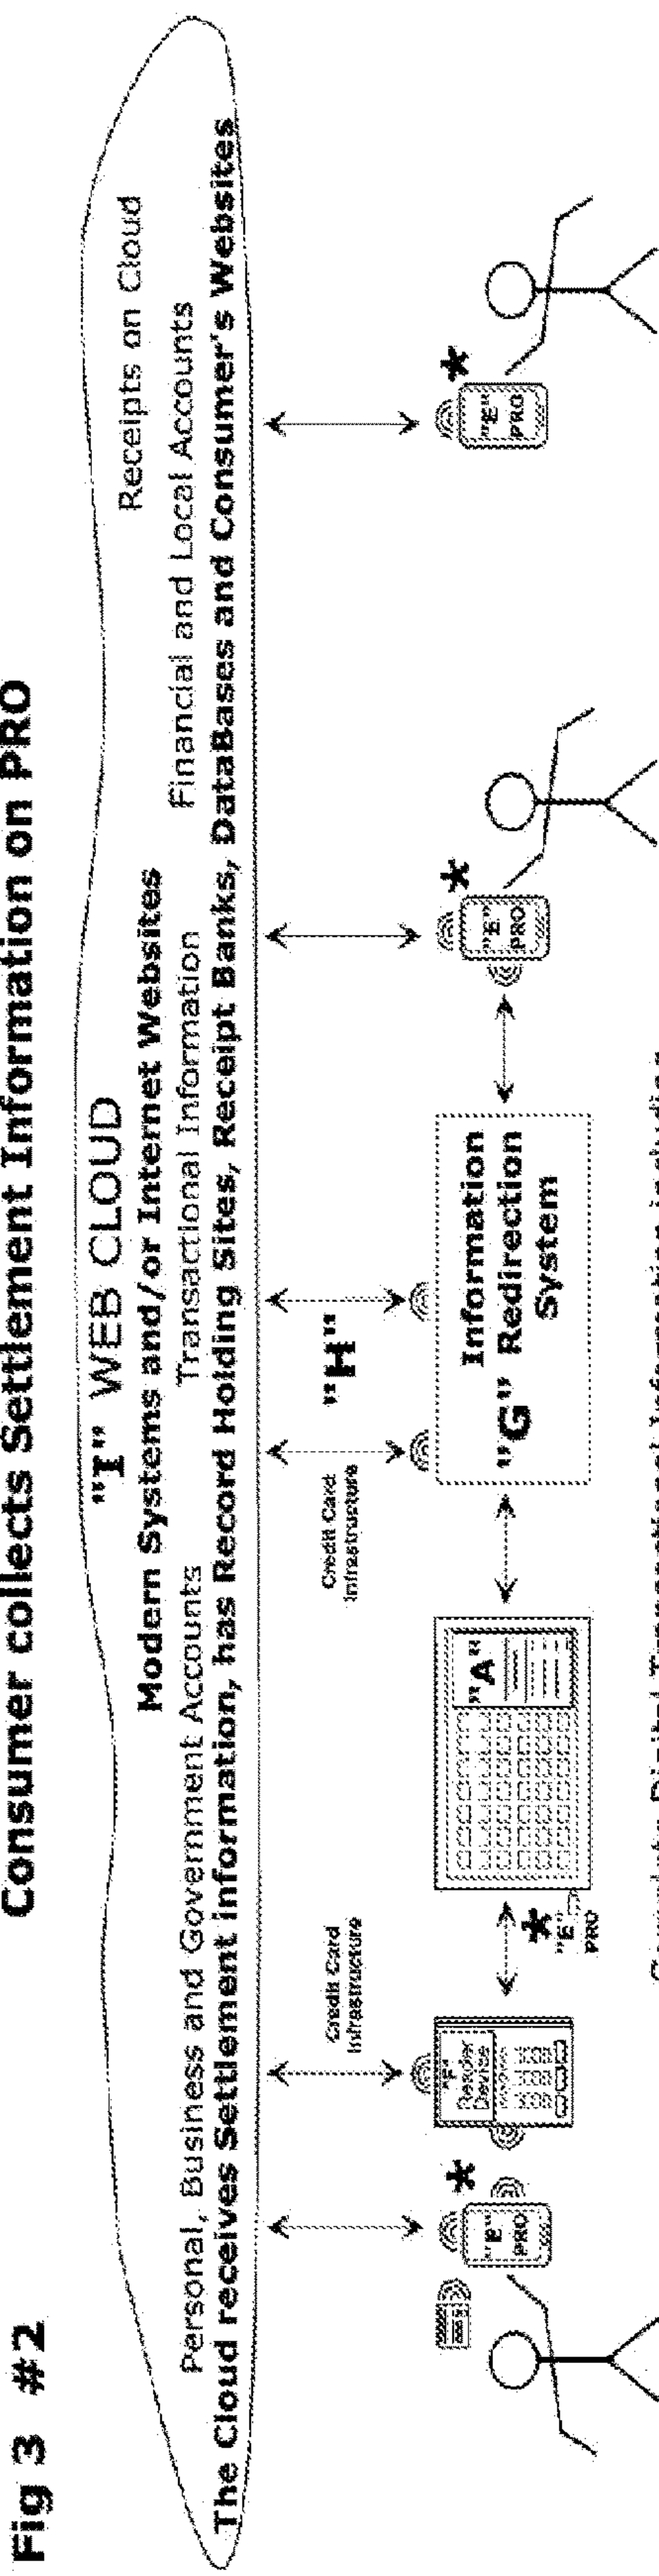 Fig 3 #2
Consumer collects Settlement Information on PRO
"I" WEB CLOUD
Receipts on Cloud
Modern Systems and/or Internet Websites
Personal, Business and Government Accounts
Transactional Information
Financial and Local Accounts
The Cloud receives Settlement information, has Record Holding Sites, Receipt Banks, DataBases and Consumer's Websites
Credit Card
Infrastructure
Credit Card
Infrastructure
"H"
*
"E"
PRO
"F"
Reader
Device
*
"E"
PRO
"A"
Information
"G" Redirection
System
*
"E"
PRO
*
"E"
PRO